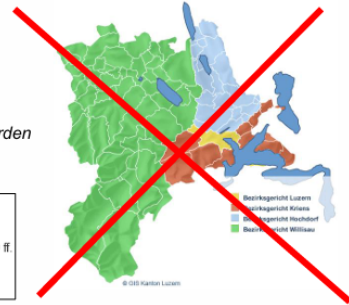 rden
ff.
Bezirksgericht Luzern
Bezirksgericht Kriens
Bezirksgericht Hochdorf
Bezirksgericht Willisau
© GIS Kanton Luzern